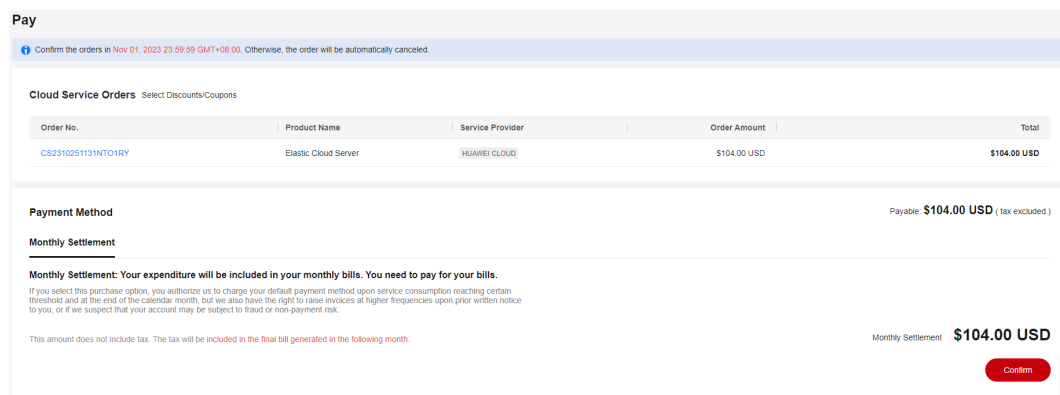 Pay
Confirm the orders in Nov 01, 2023 23:59:59 GMT+08:00. Otherwise, the order will be automatically canceled.
Cloud Service Orders Select Discounts/Coupons
Order No. Product Name Service Provider Order Amount Total
CS2310251131NTO1RY Elastic Cloud Server HUAWEI CLOUD $104.00 USD $104.00 USD
Payment Method Payable: $104.00 USD ( tax excluded )
Monthly Settlement
Monthly Settlement: Your expenditure will be included in your monthly bills. You need to pay for your bills.
If you select this purchase option, you authorize us to charge your default payment method upon service consumption reaching certain
threshold and at the end of the calendar month, but we also have the right to raise invoices at higher frequencies upon prior written notice
to you, or if we suspect that your account may be subject to fraud or non-payment risk.
This amount does not include tax. The tax will be included in the final bill generated in the following month.
Monthly Settlement $104.00 USD
Confirm